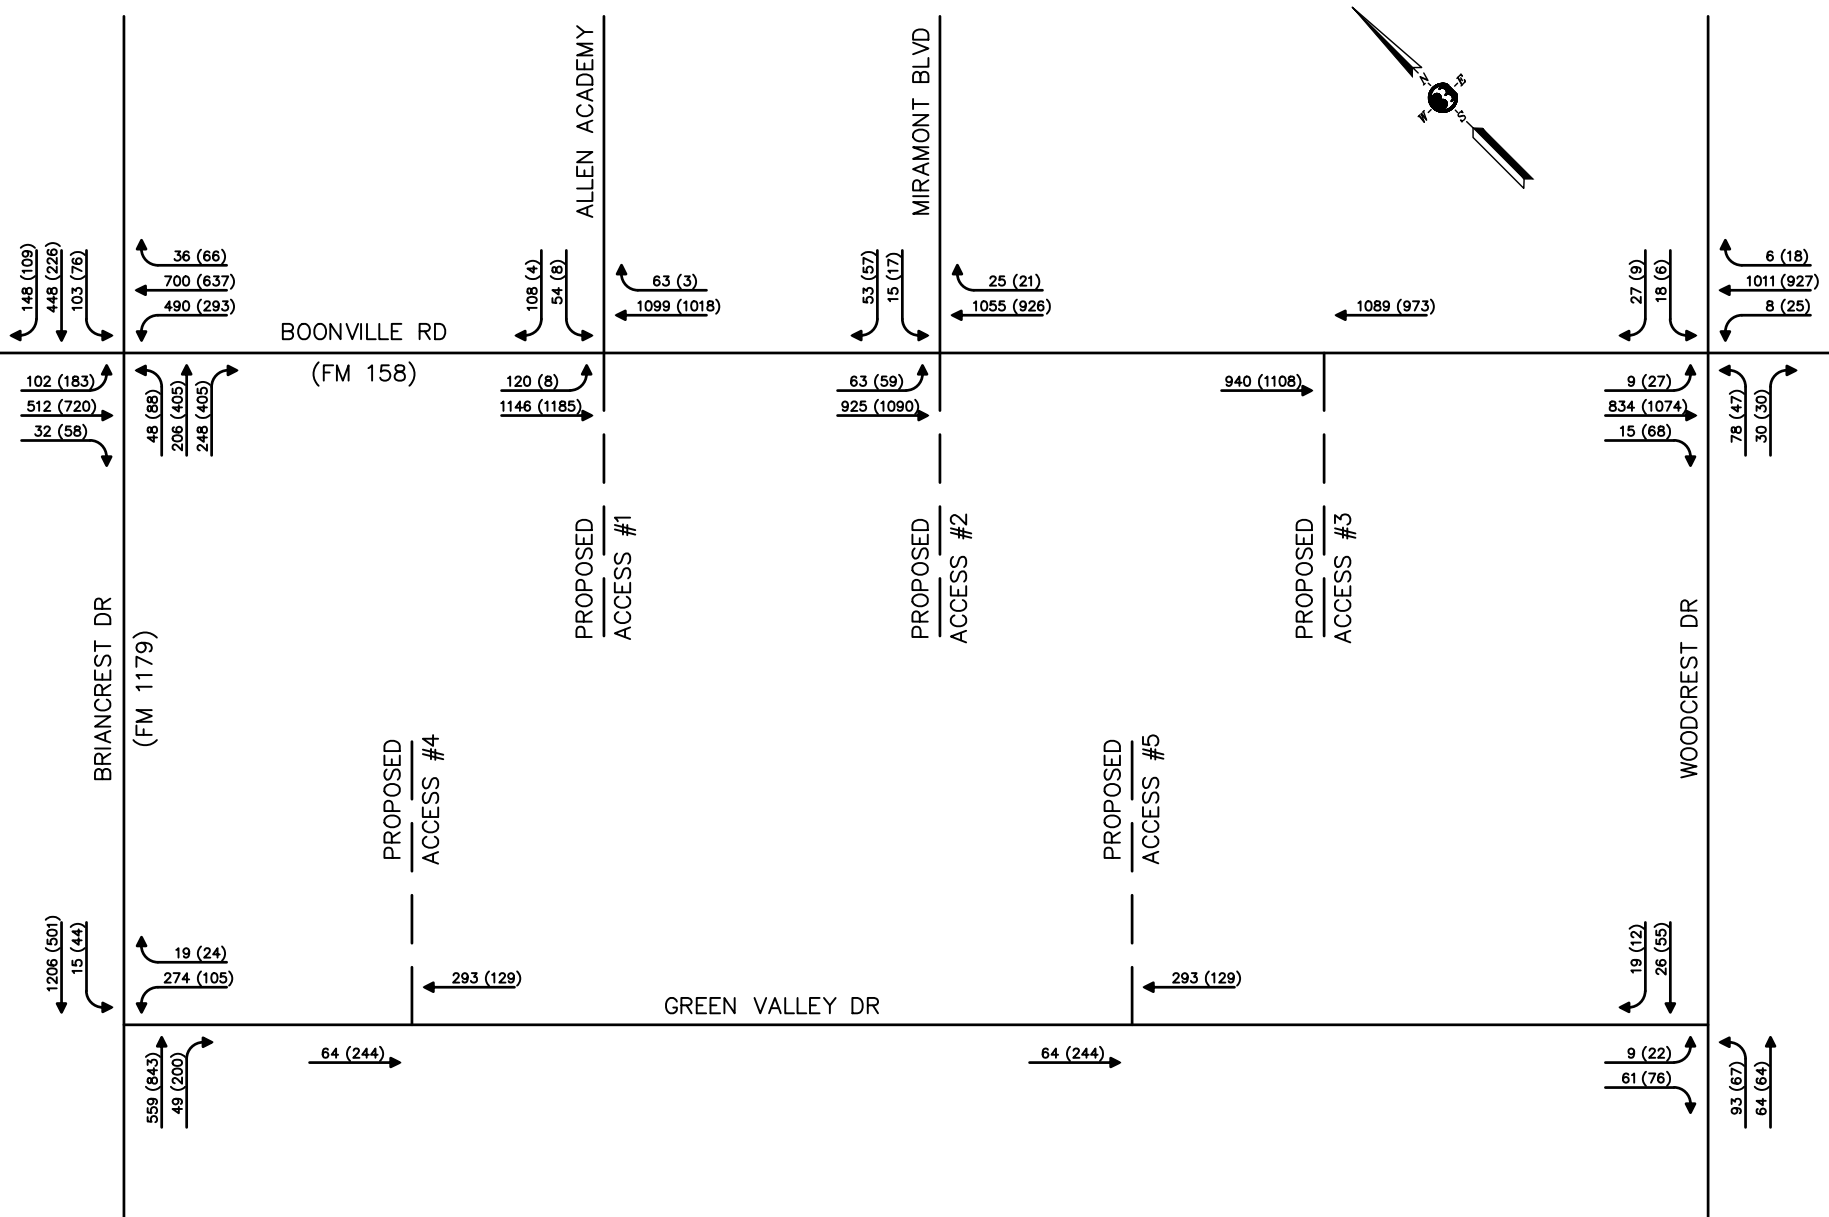 ALLEN ACADEMY
MIRAMONT BLVD
N
E
W
S
148 (109)
448 (226)
103 (76)
36 (66)
700 (637)
490 (293)
BOONVILLE RD
(FM 158)
108 (4)
54 (8)
63 (3)
1099 (1018)
53 (57)
15 (17)
25 (21)
1055 (926)
1089 (973)
27 (9)
18 (6)
6 (18)
1011 (927)
8 (25)
102 (183)
512 (720)
32 (58)
48 (88)
206 (405)
248 (405)
120 (8)
1146 (1185)
63 (59)
925 (1090)
940 (1108)
9 (27)
834 (1074)
15 (68)
78 (47)
30 (30)
PROPOSED
ACCESS #1
PROPOSED
ACCESS #2
PROPOSED
ACCESS #3
BRIANCREST DR
(FM 1179)
WOODCREST DR
PROPOSED
ACCESS #4
PROPOSED
ACCESS #5
1206 (501)
15 (44)
19 (24)
274 (105)
293 (129)
GREEN VALLEY DR
293 (129)
19 (12)
26 (55)
559 (843)
49 (200)
64 (244)
64 (244)
9 (22)
61 (76)
93 (67)
64 (64)